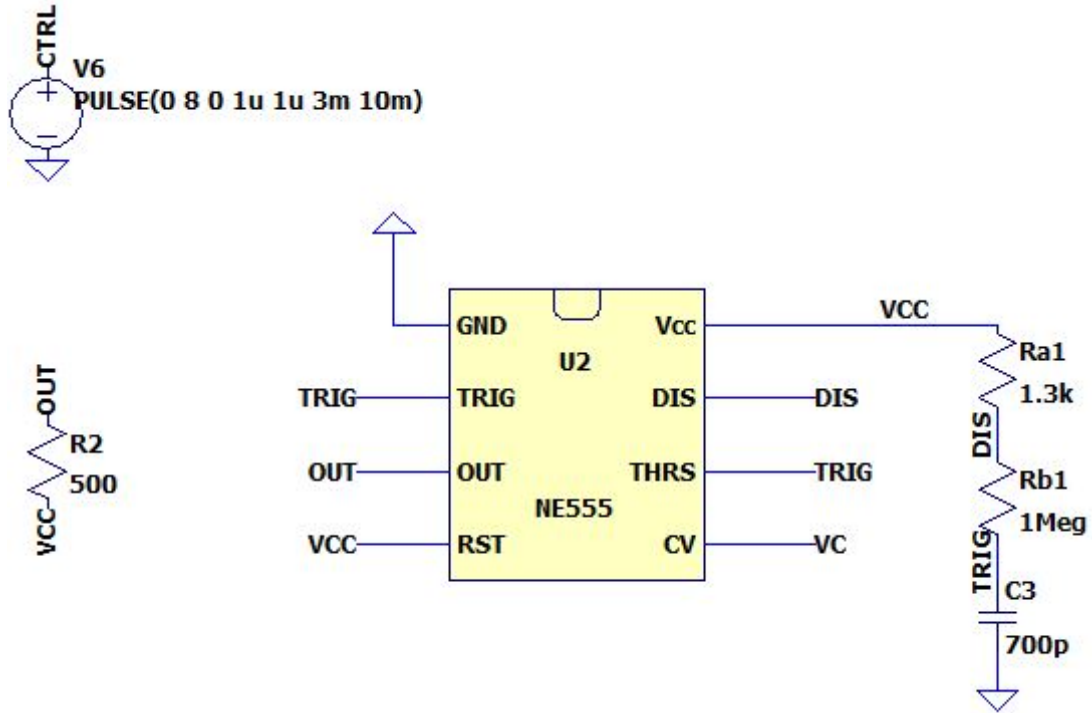 CTRL
V6
PULSE(0 8 0 1u 1u 3m 10m)
OUT
R2
500
VCC
GND
Vcc
VCC
U2
TRIG
TRIG
DIS
DIS
OUT
OUT
THRS
TRIG
NE555
VCC
RST
CV
VC
Ra1
1.3k
DIS
Rb1
1Meg
TRIG
C3
700p